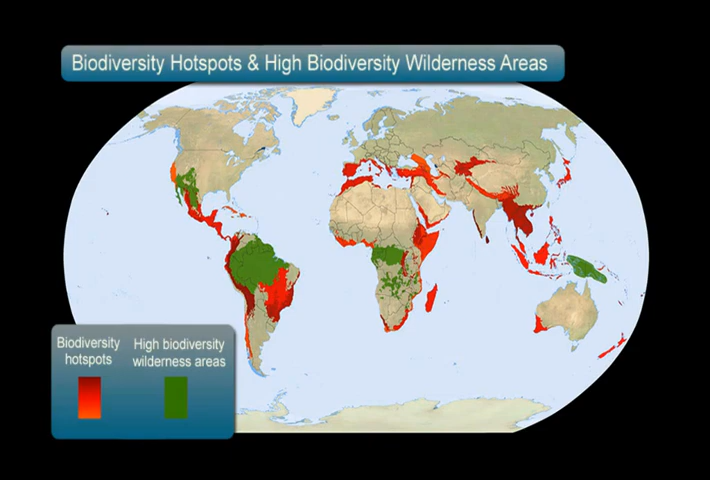 Biodiversity Hotspots & High Biodiversity Wilderness Areas
Biodiversity
hotspots
High biodiversity
wilderness areas